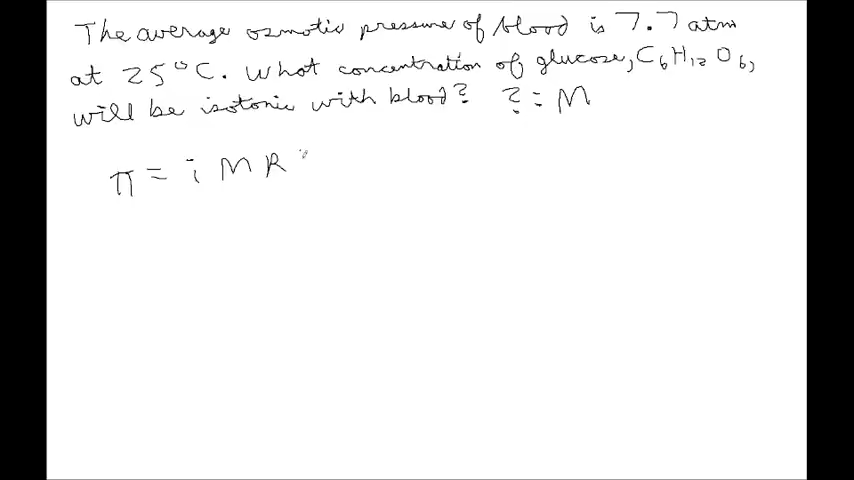 The average osmotic pressure of blood is 7.7 atm
at 25°C. What concentration of glucose, C₆H₁₂O₆,
will be isotonic with blood? ? = M
π = i M R